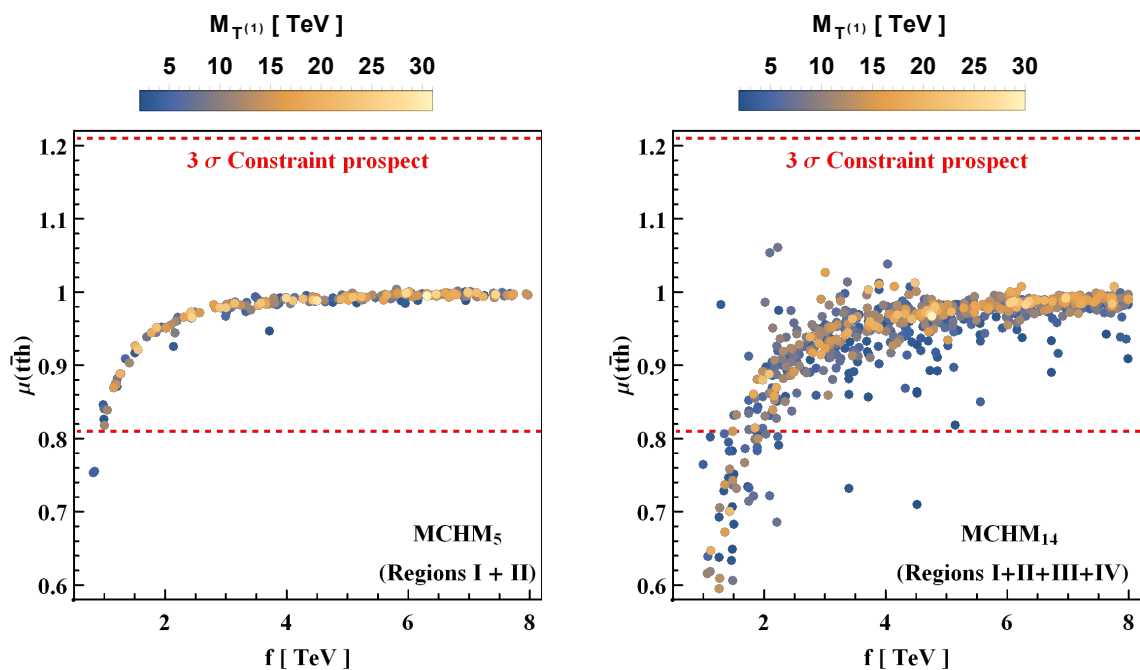 M_T(1) [ TeV ]
5 10 15 20 25 30
1.2
1.1
1
0.9
0.8
0.7
0.6
μ(t̄th)
3 σ Constraint prospect
MCHM5
(Regions I + II)
2 4 6 8
f [ TeV ]
M_T(1) [ TeV ]
5 10 15 20 25 30
1.2
1.1
1
0.9
0.8
0.7
0.6
μ(t̄th)
3 σ Constraint prospect
MCHM14
(Regions I+II+III+IV)
2 4 6 8
f [ TeV ]